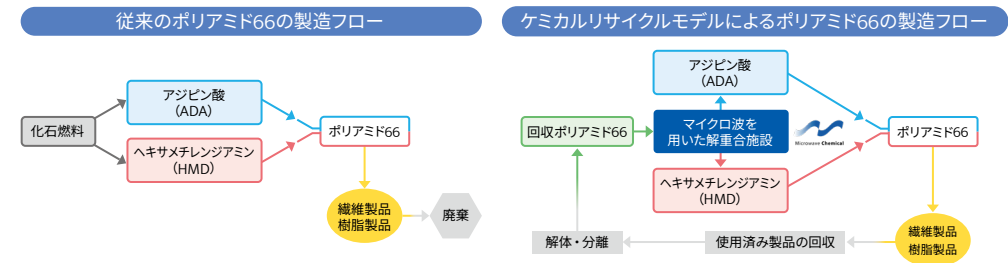 従来のポリアミド66の製造フロー
化石燃料
アジピン酸
(ADA)
ヘキサメチレンジアミン
(HMD)
ポリアミド66
繊維製品
樹脂製品
廃棄
ケミカルリサイクルモデルによるポリアミド66の製造フロー
回収ポリアミド66
アジピン酸
(ADA)
マイクロ波を
用いた解重合施設
Microwave Chemical
ヘキサメチレンジアミン
(HMD)
ポリアミド66
繊維製品
樹脂製品
使用済み製品の回収
解体・分離